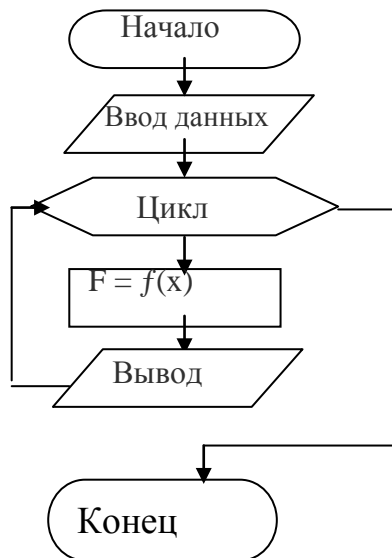 Начало
Ввод данных
Цикл
F = f(x)
Вывод
Конец